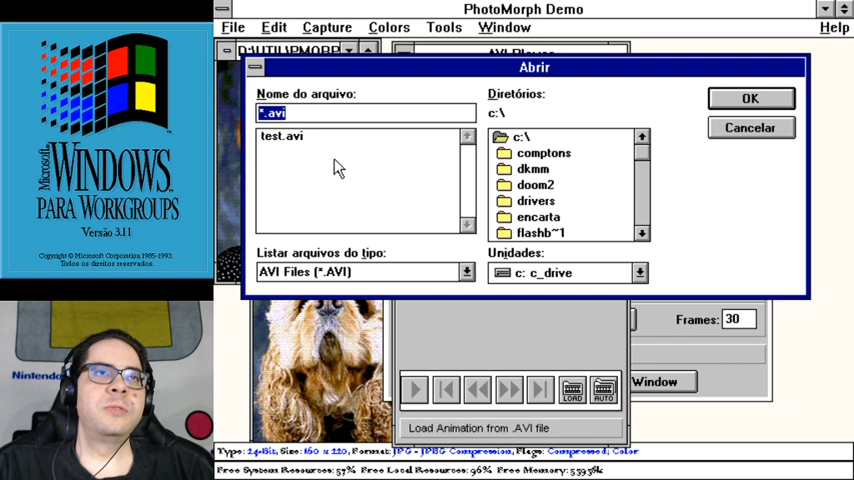 PhotoMorph Demo
File Edit Capture Colors Tools Window Help
D:\UTIL\PMORP
AVI Player
Abrir
Nome do arquivo:
*.avi
test.avi
Listar arquivos do tipo:
AVI Files (*.AVI)
Diretórios:
c:\
c:\
comptons
dkmm
doom2
drivers
encarta
flashb~1
Unidades:
c: c_drive
OK
Cancelar
Microsoft
WINDOWS
PARA WORKGROUPS
Versão 3.11
Copyright © Microsoft Corporation 1985-1993.
Todos os direitos reservados.
Frames: 30
Window
LOAD
AUTO
Load Animation from .AVI file
Nintendo
Type: 24-Bit, Size: 160 x 220, Format: JPG - JPEG Compression, Flags: Compressed; Color
Free System Resources: 57% Free Local Resources: 96% Free Memory: 53938k